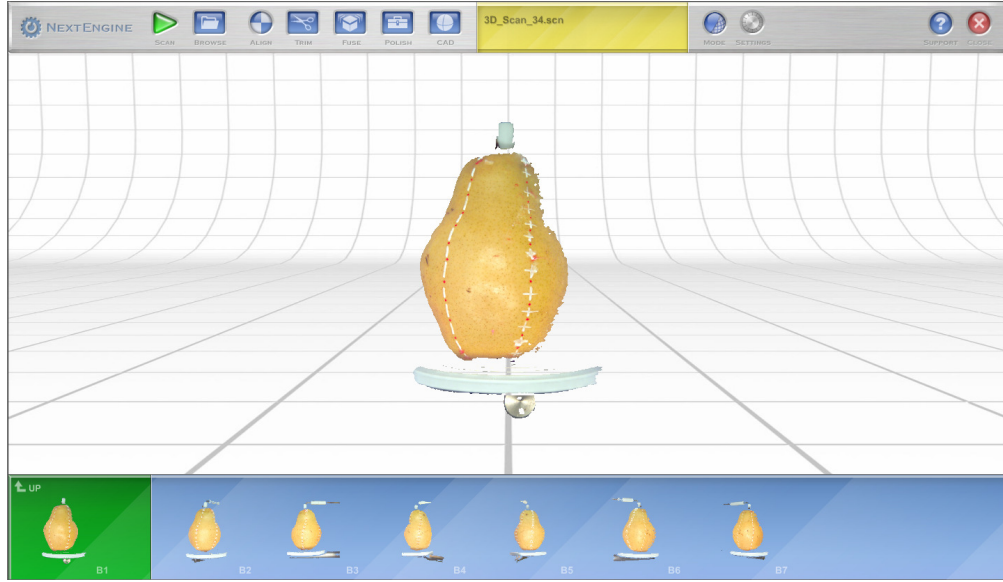 NEXTENGINE
SCAN
BROWSE
ALIGN
TRIM
FUSE
POLISH
CAD
3D_Scan_34.scn
MODE
SETTINGS
SUPPORT
CLOSE
UP
B1
B2
B3
B4
B5
B6
B7